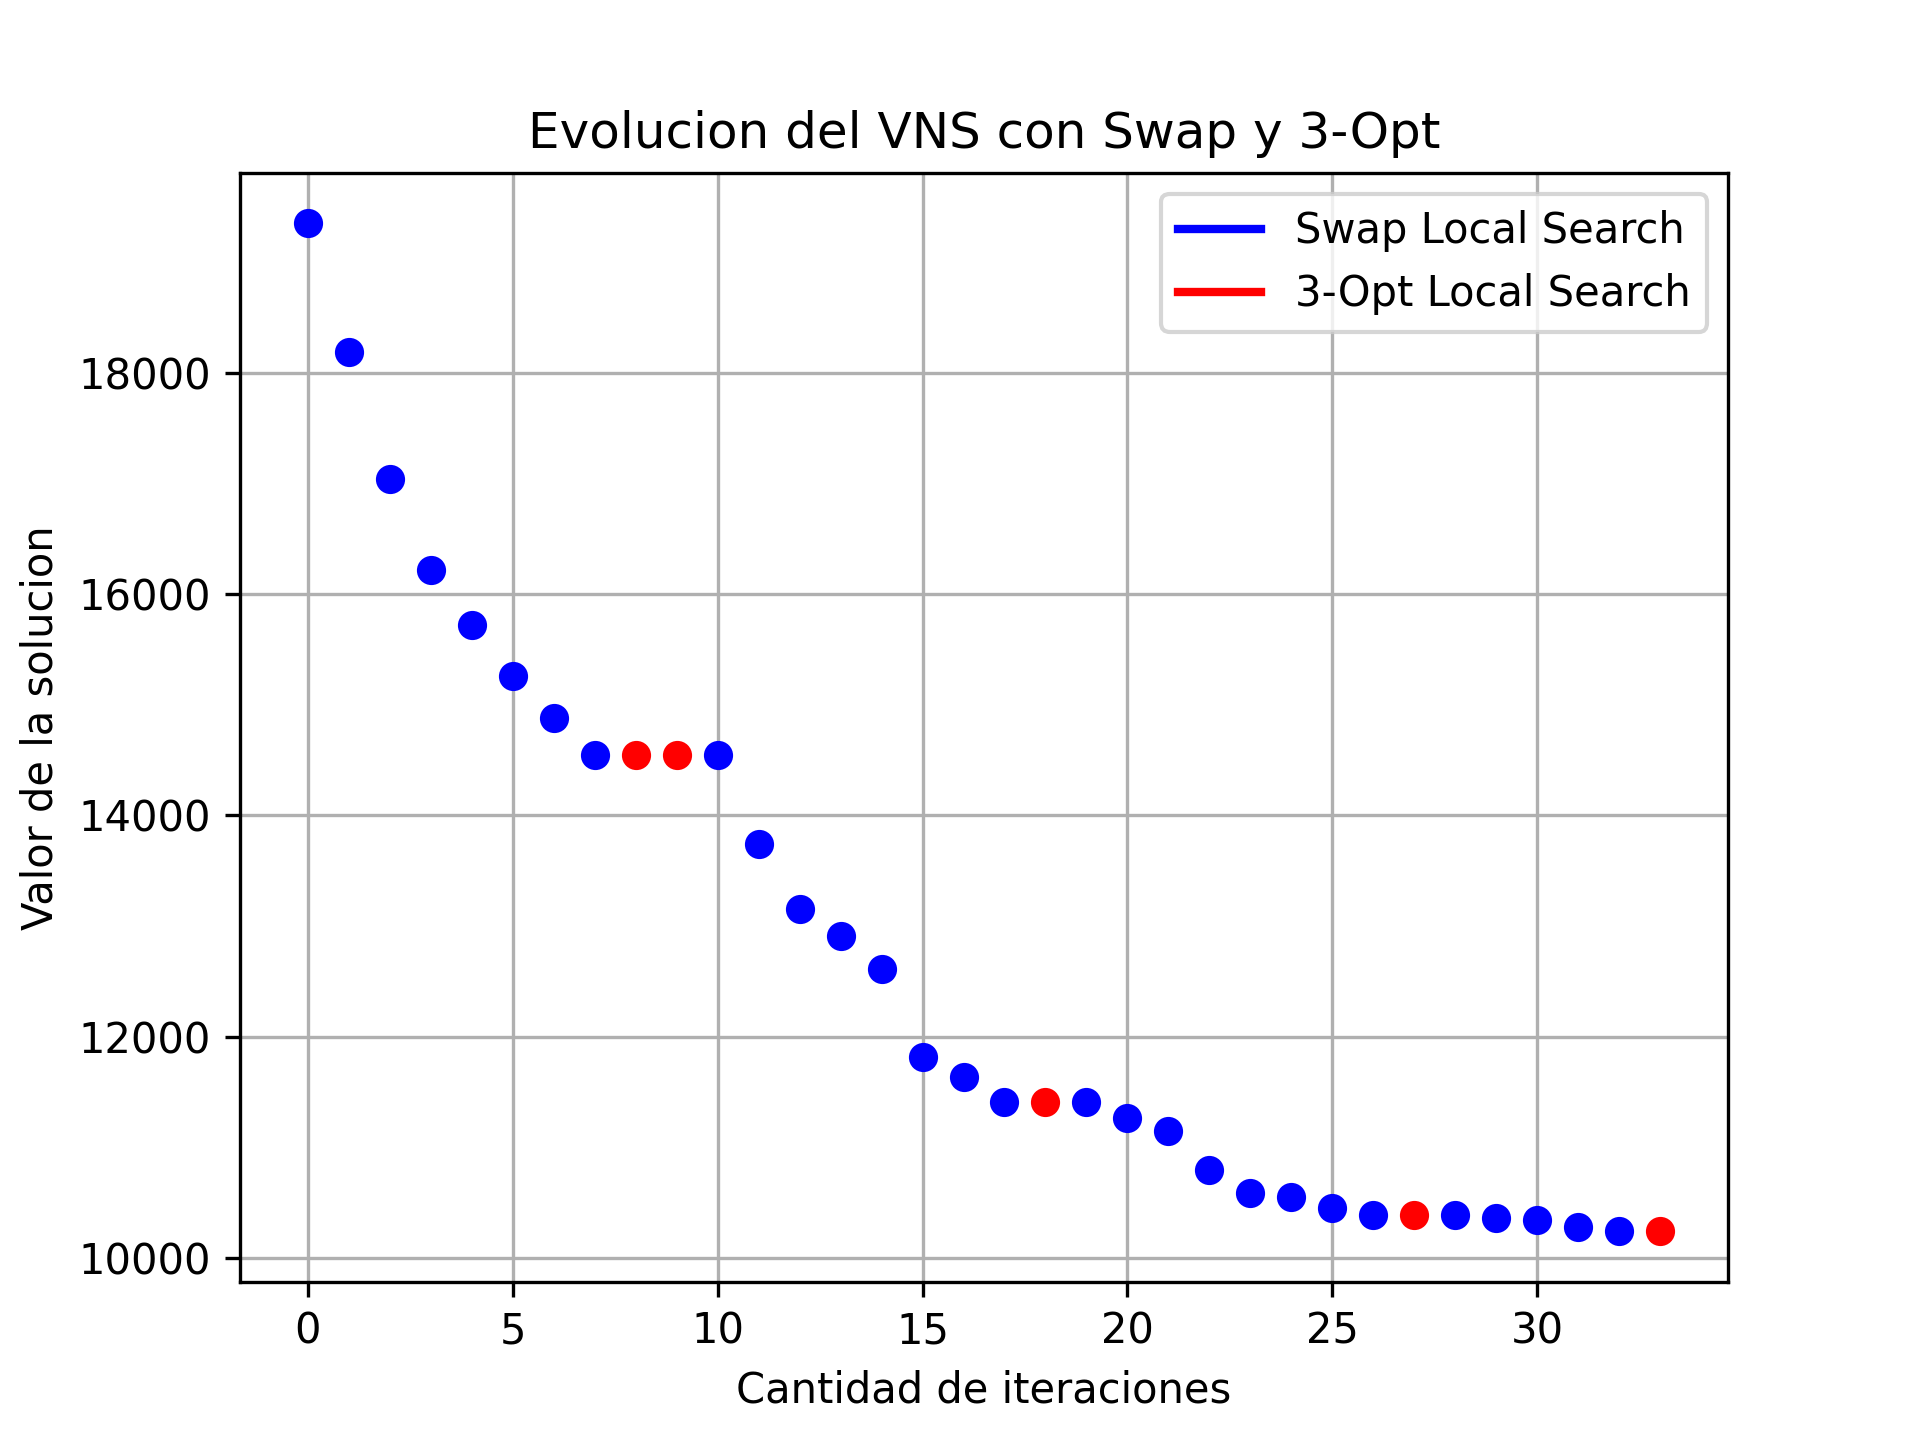 Evolucion del VNS con Swap y 3-Opt
Swap Local Search
3-Opt Local Search
Valor de la solucion
18000
16000
14000
12000
10000
0 5 10 15 20 25 30
Cantidad de iteraciones